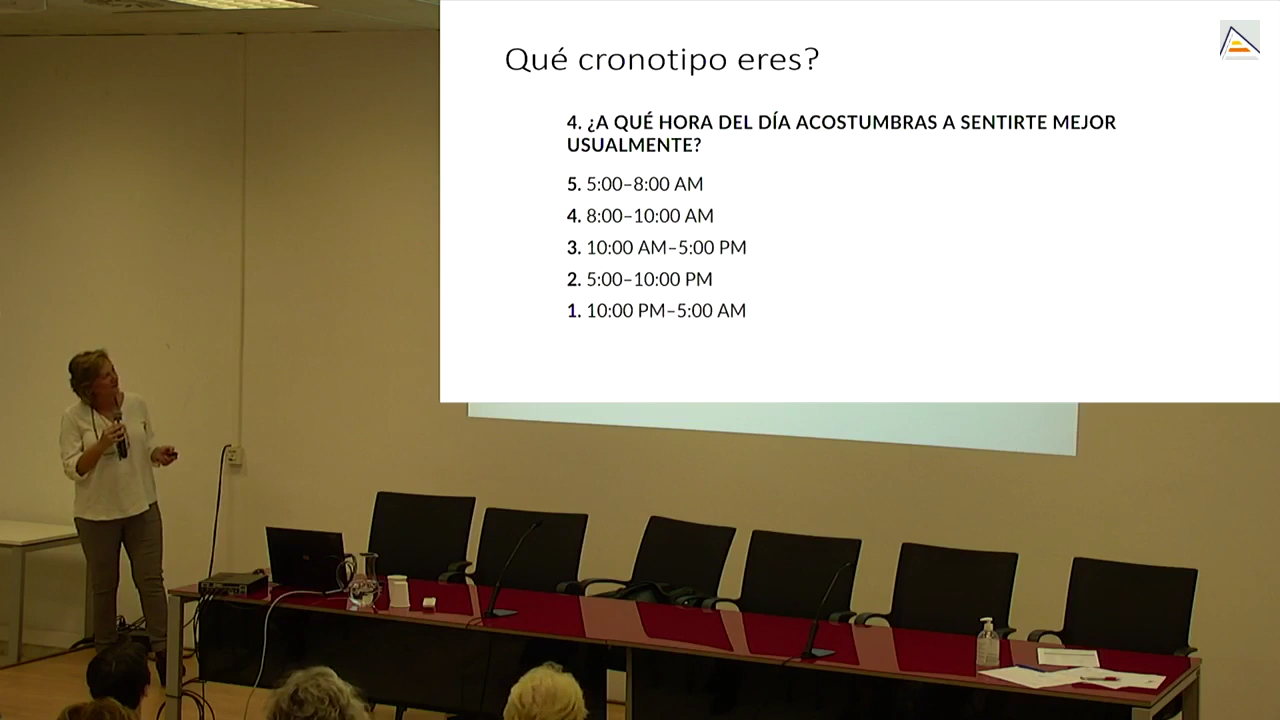 Qué cronotipo eres?
4. ¿A QUÉ HORA DEL DÍA ACOSTUMBRAS A SENTIRTE MEJOR
USUALMENTE?
5. 5:00–8:00 AM
4. 8:00–10:00 AM
3. 10:00 AM–5:00 PM
2. 5:00–10:00 PM
1. 10:00 PM–5:00 AM